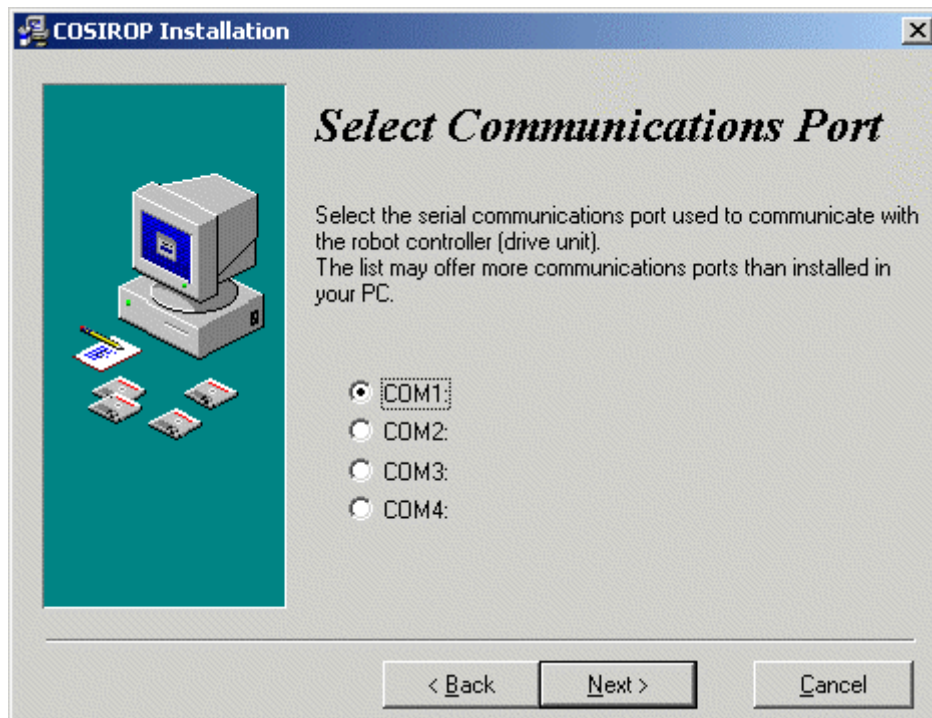 COSIROP Installation
Select Communications Port
Select the serial communications port used to communicate with
the robot controller (drive unit).
The list may offer more communications ports than installed in
your PC.
COM1:
COM2:
COM3:
COM4:
< Back
Next >
Cancel